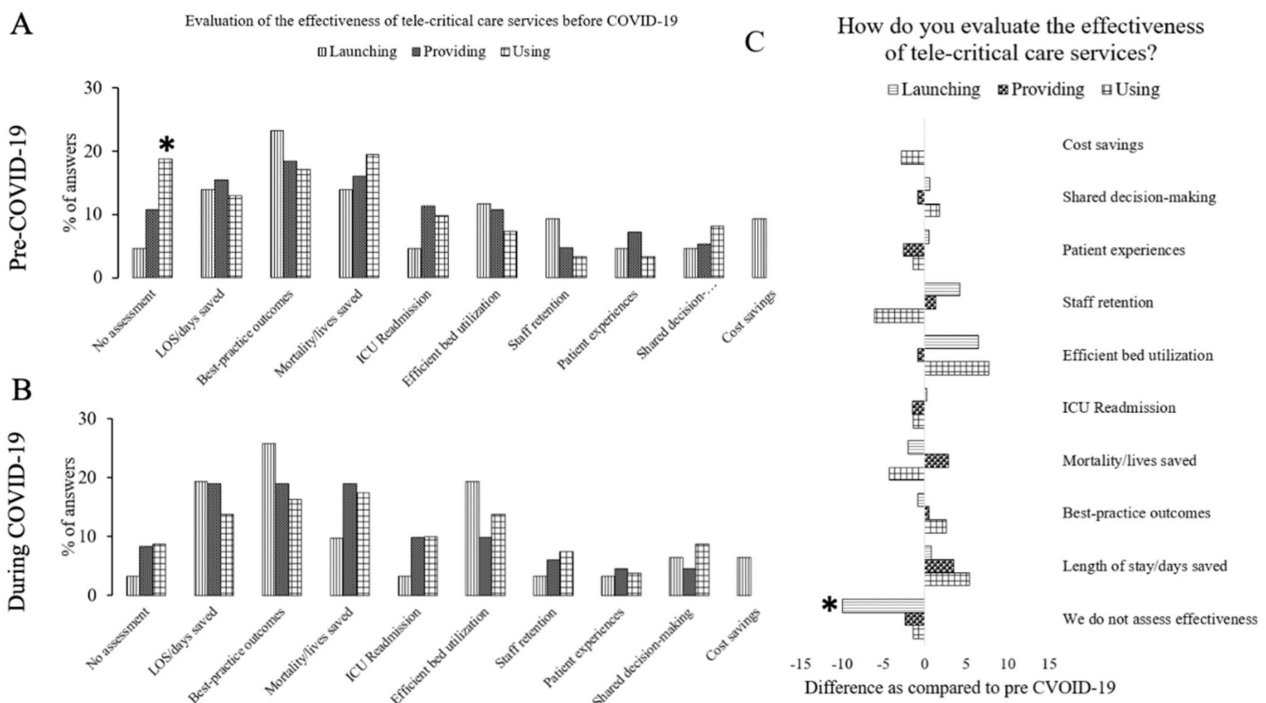 A
Evaluation of the effectiveness of tele-critical care services before COVID-19
Launching Providing Using
Pre-COVID-19
% of answers
30
20
10
0
*
No assessment
LOS/days saved
Best-practice outcomes
Mortality/lives saved
ICU Readmission
Efficient bed utilization
Staff retention
Patient experiences
Shared decision-…
Cost savings
B
During COVID-19
% of answers
30
20
10
0
No assessment
LOS/days saved
Best-practice outcomes
Mortality/lives saved
ICU Readmission
Efficient bed utilization
Staff retention
Patient experiences
Shared decision-making
Cost savings
C
How do you evaluate the effectiveness
of tele-critical care services?
Launching Providing Using
Cost savings
Shared decision-making
Patient experiences
Staff retention
Efficient bed utilization
ICU Readmission
Mortality/lives saved
Best-practice outcomes
Length of stay/days saved
* We do not assess effectiveness
-15 -10 -5 0 5 10 15
Difference as compared to pre CVOID-19